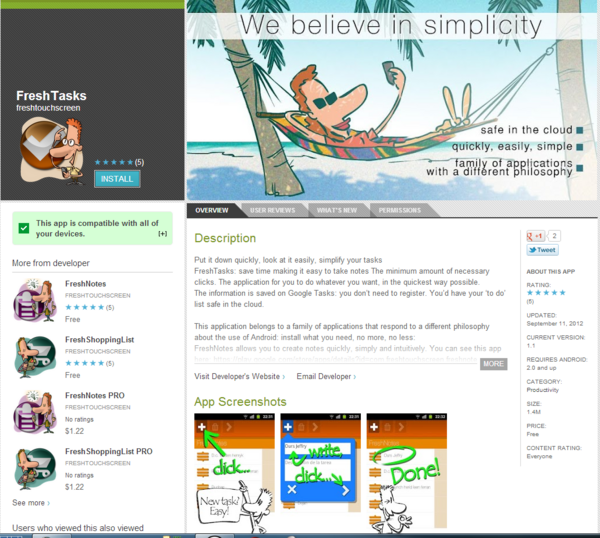 We believe in simplicity
FreshTasks
freshtouchscreen
(5)
INSTALL
safe in the cloud
quickly, easily, simple
family of applications
with a different philosophy
OVERVIEW
USER REVIEWS
WHAT'S NEW
PERMISSIONS
This app is compatible with all of
your devices.
[+]
More from developer
FreshNotes
FRESHTOUCHSCREEN
(5)
Free
FreshShoppingList
FRESHTOUCHSCREEN
(5)
Free
FreshNotes PRO
FRESHTOUCHSCREEN
No ratings
$1.22
FreshShoppingList PRO
FRESHTOUCHSCREEN
No ratings
$1.22
See more ›
Users who viewed this also viewed
Description
Put it down quickly, look at it easily, simplify your tasks
FreshTasks: save time making it easy to take notes The minimum amount of necessary
clicks. The application for you to do whatever you want, in the quickest way possible.
The information is saved on Google Tasks: you don't need to register. You'd have your 'to do'
list safe in the cloud.
This application belongs to a family of applications that respond to a different philosophy
about the use of Android: install what you need, no more, no less:
FreshNotes allows you to create notes quickly, simply and intuitively. You can see this app
MORE
Visit Developer's Website ›
Email Developer ›
App Screenshots
click...
New task?
Easy!
write,
click...
FreshNotes
Done!
+1
2
Tweet
ABOUT THIS APP
RATING:
UPDATED:
September 11, 2012
CURRENT VERSION:
1.1
REQUIRES ANDROID:
2.0 and up
CATEGORY:
Productivity
SIZE:
1.4M
PRICE:
Free
CONTENT RATING:
Everyone